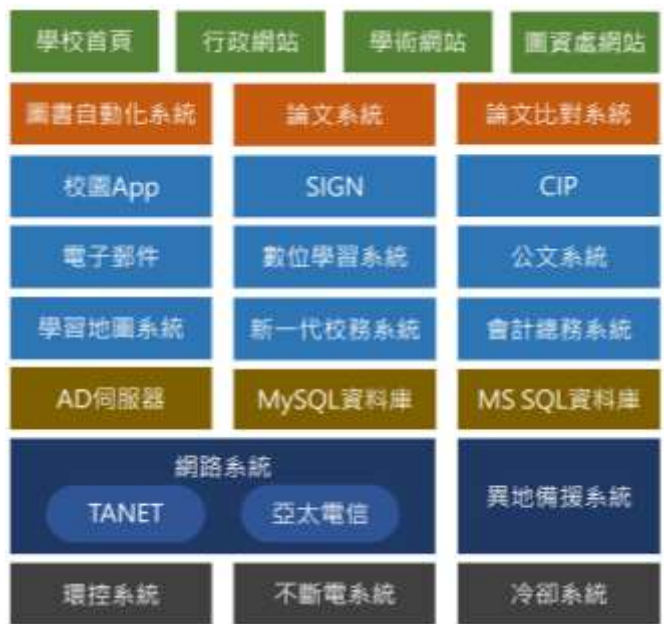 學校首頁 行政網站 學術網站 圖資處網站
圖書自動化系統 論文系統 論文比對系統
校園App SIGN CIP
電子郵件 數位學習系統 公文系統
學習地圖系統 新一代校務系統 會計總務系統
AD伺服器 MySQL資料庫 MS SQL資料庫
網路系統
TANET 亞太電信
異地備援系統
環控系統 不斷電系統 冷卻系統